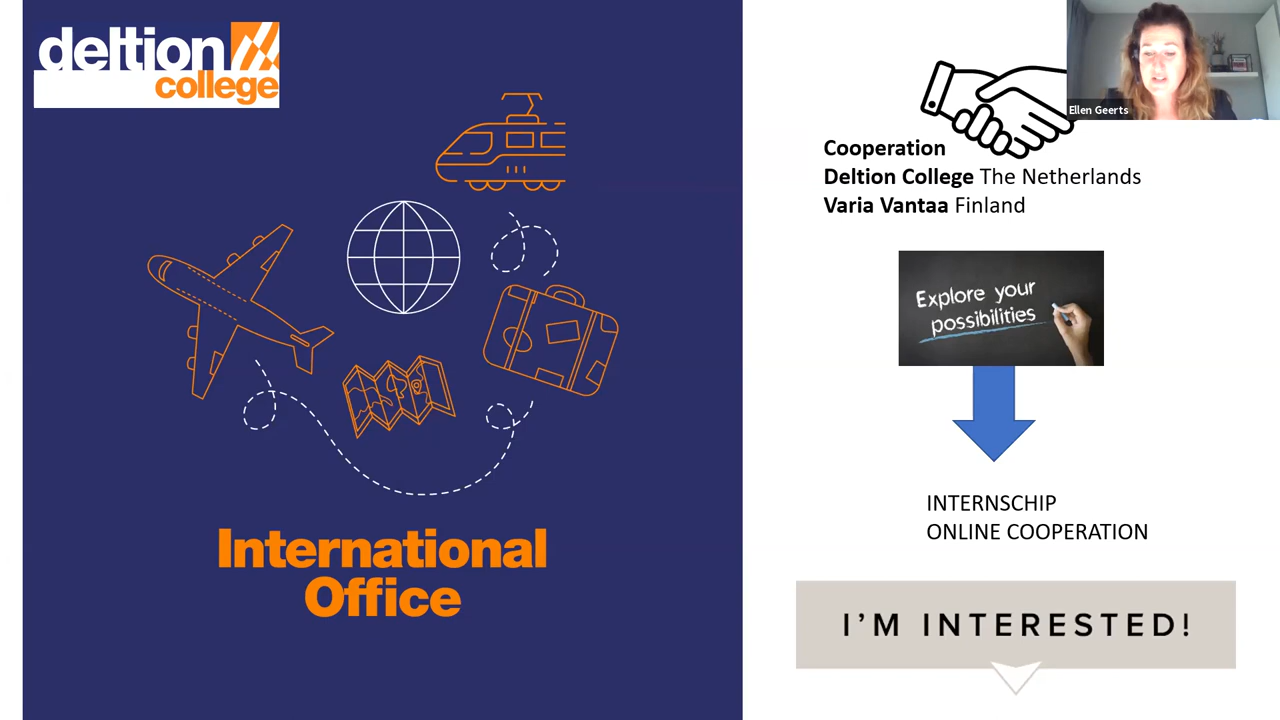 deltion
college
International
Office
Ellen Geerts
Cooperation
Deltion College The Netherlands
Varia Vantaa Finland
Explore your
possibilities
INTERNSCHIP
ONLINE COOPERATION
I'M INTERESTED!